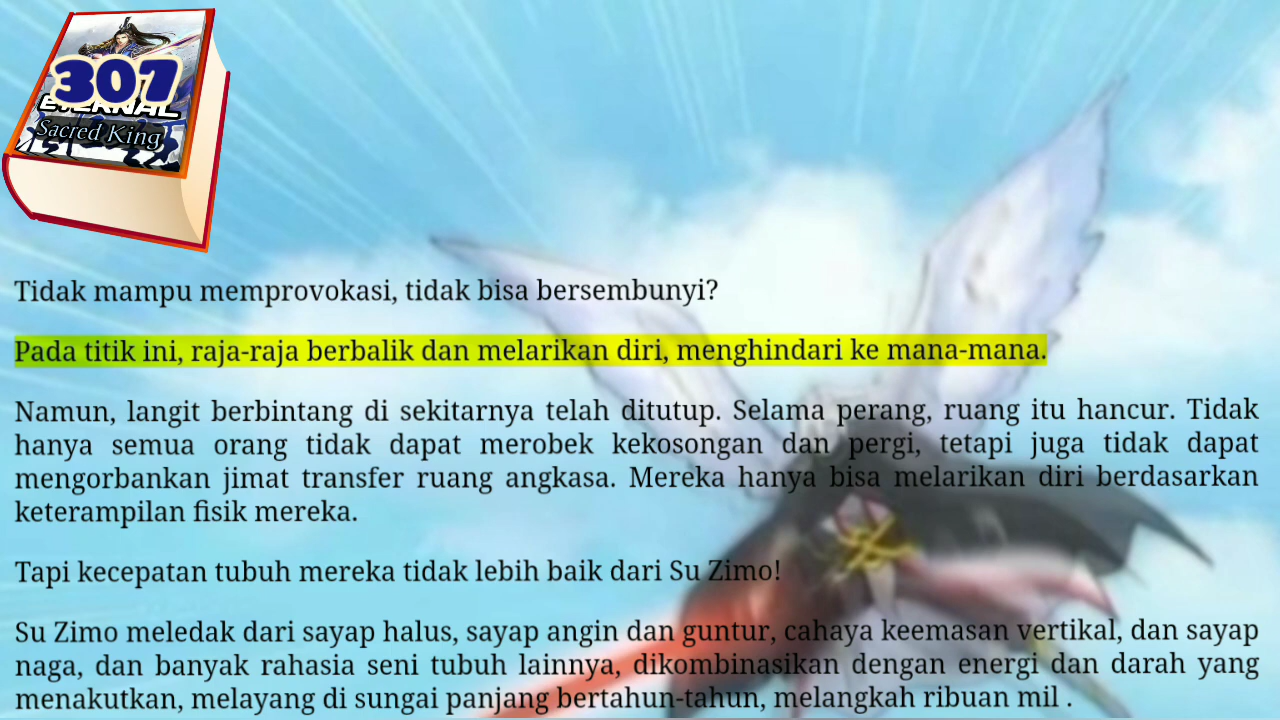 307
ETERNAL
Sacred King
Tidak mampu memprovokasi, tidak bisa bersembunyi?
Pada titik ini, raja-raja berbalik dan melarikan diri, menghindari ke mana-mana.
Namun, langit berbintang di sekitarnya telah ditutup. Selama perang, ruang itu hancur. Tidak
hanya semua orang tidak dapat merobek kekosongan dan pergi, tetapi juga tidak dapat
mengorbankan jimat transfer ruang angkasa. Mereka hanya bisa melarikan diri berdasarkan
keterampilan fisik mereka.
Tapi kecepatan tubuh mereka tidak lebih baik dari Su Zimo!
Su Zimo meledak dari sayap halus, sayap angin dan guntur, cahaya keemasan vertikal, dan sayap
naga, dan banyak rahasia seni tubuh lainnya, dikombinasikan dengan energi dan darah yang
menakutkan, melayang di sungai panjang bertahun-tahun, melangkah ribuan mil .